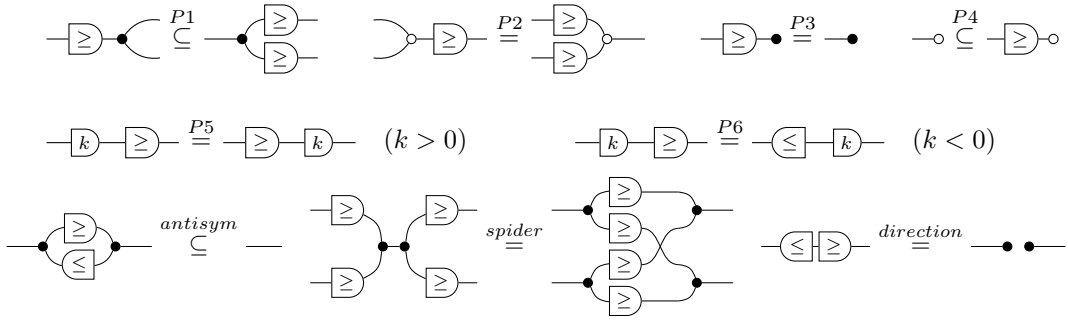 ≥ P1 ⊆ ≥ ≥ ≥ P2 = ≥ ≥ ≥ P3 = P4 ⊆ ≥
k ≥ P5 = ≥ k (k > 0) k ≥ P6 = ≤ k (k < 0)
≥ ≤ antisym ⊆ ≥ ≥ ≥ ≥ spider = ≥ ≥ ≥ ≥ ≤ ≥ direction =